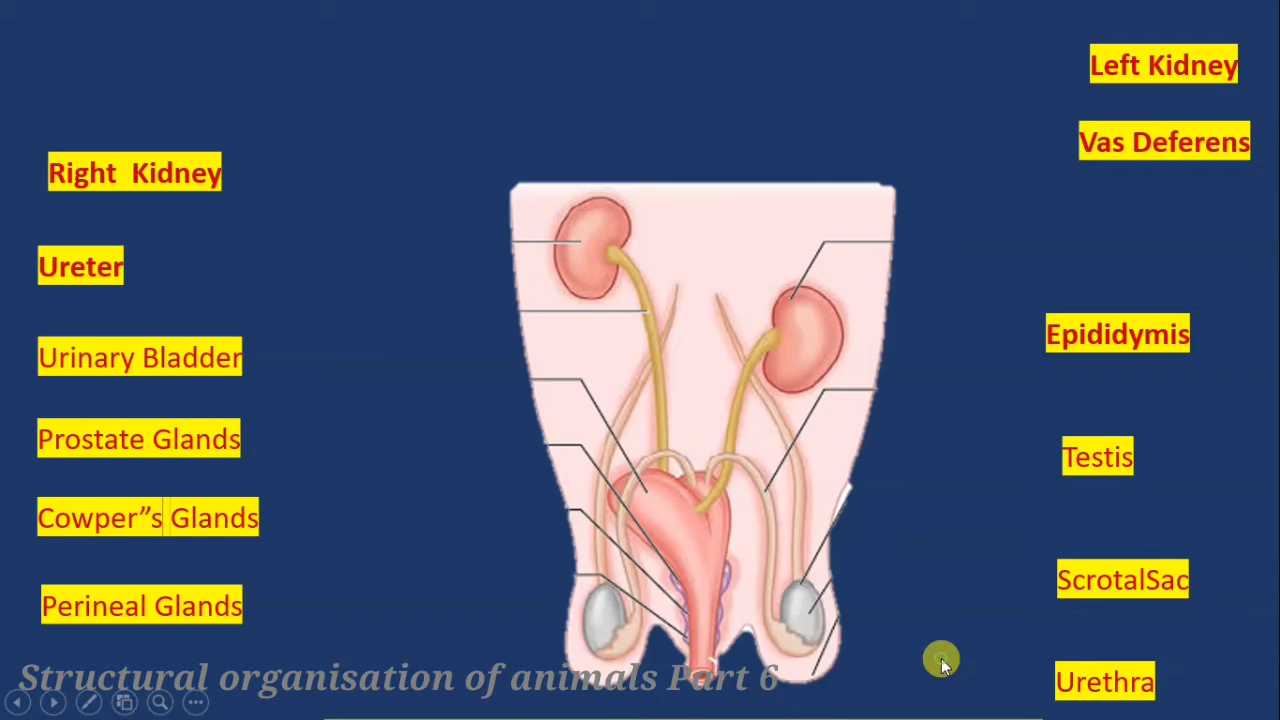 Left Kidney
Vas Deferens
Right  Kidney
Ureter
Urinary Bladder
Epididymis
Prostate Glands
Testis
Cowper”s Glands
ScrotalSac
Perineal Glands
Structural organisation of animals Part 6
Urethra